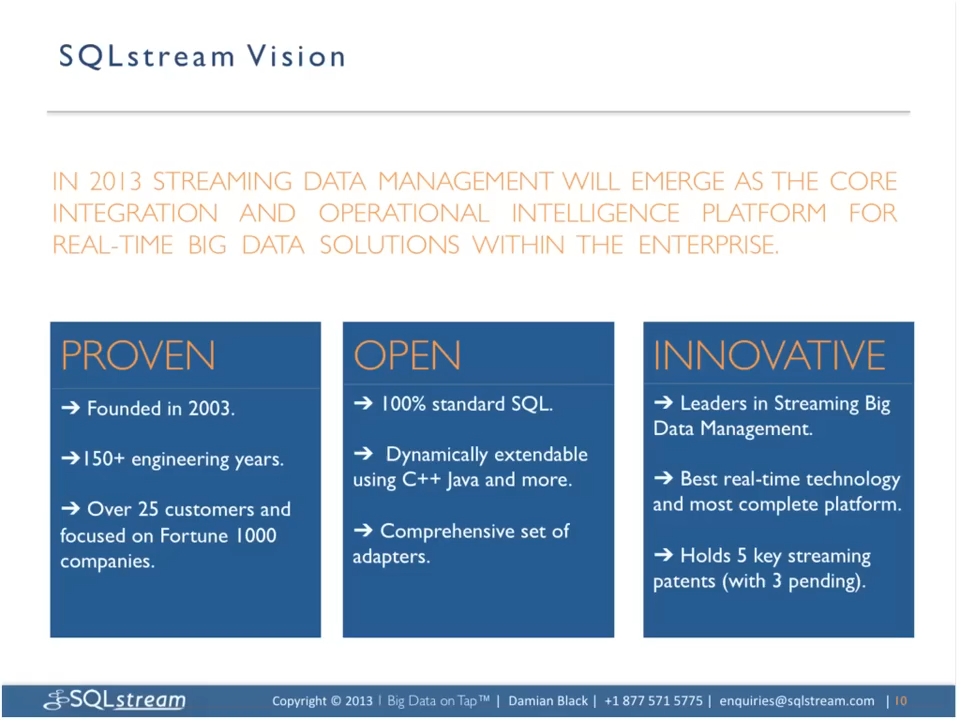 SQLstream Vision
IN 2013 STREAMING DATA MANAGEMENT WILL EMERGE AS THE CORE
INTEGRATION AND OPERATIONAL INTELLIGENCE PLATFORM FOR
REAL-TIME BIG DATA SOLUTIONS WITHIN THE ENTERPRISE.
PROVEN
➔ Founded in 2003.
➔150+ engineering years.
➔ Over 25 customers and
focused on Fortune 1000
companies.
OPEN
➔ 100% standard SQL.
➔ Dynamically extendable
using C++ Java and more.
➔ Comprehensive set of
adapters.
INNOVATIVE
➔ Leaders in Streaming Big
Data Management.
➔ Best real-time technology
and most complete platform.
➔ Holds 5 key streaming
patents (with 3 pending).
SQLstream
Copyright © 2013 | Big Data on Tap™ | Damian Black | +1 877 571 5775 | enquiries@sqlstream.com | 10